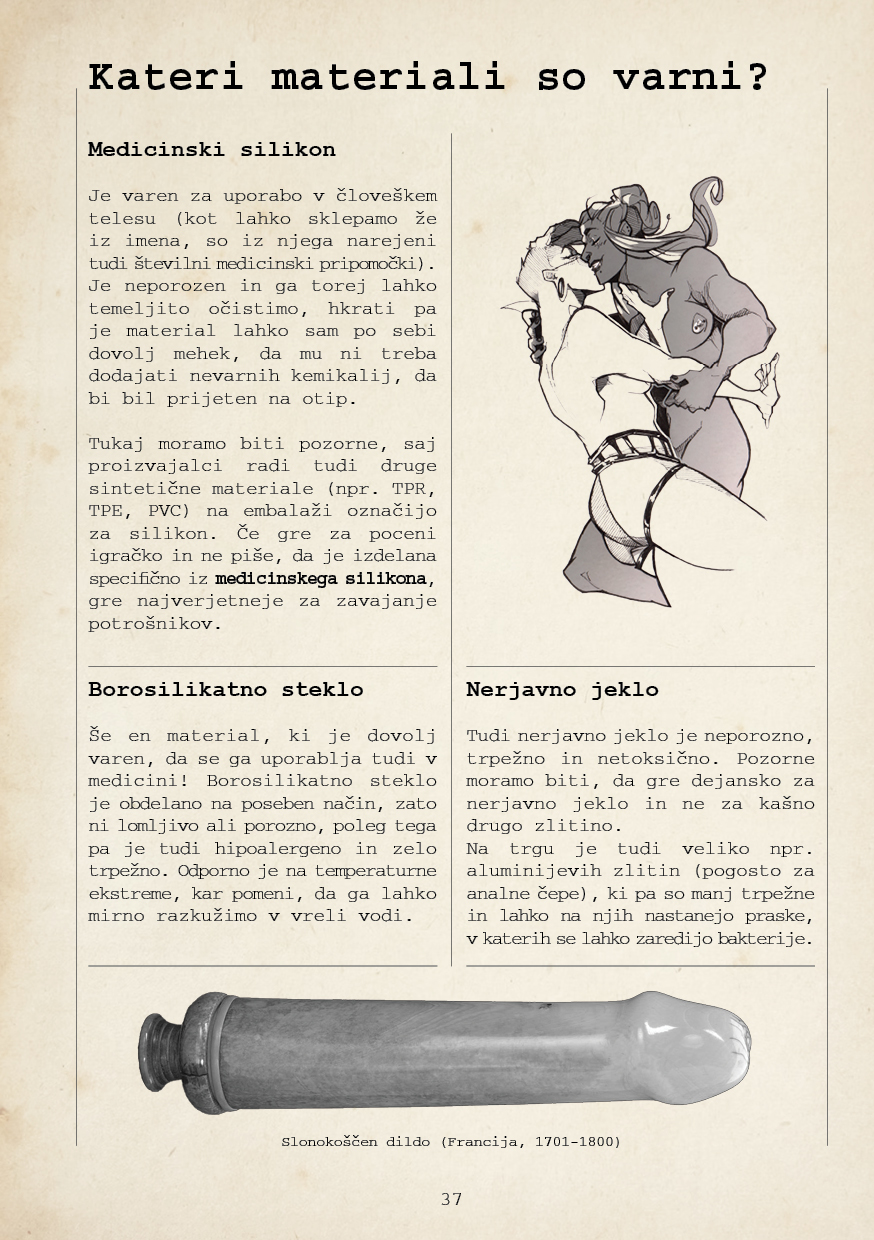 Kateri materiali so varni?
Medicinski silikon
Je varen za uporabo v človeškem
telesu (kot lahko sklepamo že
iz imena, so iz njega narejeni
tudi številni medicinski pripomočki).
Je neporozen in ga torej lahko
temeljito očistimo, hkrati pa
je material lahko sam po sebi
dovolj mehek, da mu ni treba
dodajati nevarnih kemikalij, da
bi bil prijeten na otip.
Tukaj moramo biti pozorne, saj
proizvajalci radi tudi druge
sintetične materiale (npr. TPR,
TPE, PVC) na embalaži označijo
za silikon. Če gre za poceni
igračko in ne piše, da je izdelana
specifično iz medicinskega silikona,
gre najverjetneje za zavajanje
potrošnikov.
Borosilikatno steklo
Še en material, ki je dovolj
varen, da se ga uporablja tudi v
medicini! Borosilikatno steklo
je obdelano na poseben način, zato
ni lomljivo ali porozno, poleg tega
pa je tudi hipoalergeno in zelo
trpežno. Odporno je na temperaturne
ekstreme, kar pomeni, da ga lahko
mirno razkužimo v vreli vodi.
Nerjavno jeklo
Tudi nerjavno jeklo je neporozno,
trpežno in netoksično. Pozorne
moramo biti, da gre dejansko za
nerjavno jeklo in ne za kašno
drugo zlitino.
Na trgu je tudi veliko npr.
aluminijevih zlitin (pogosto za
analne čepe), ki pa so manj trpežne
in lahko na njih nastanejo praske,
v katerih se lahko zaredijo bakterije.
Slonokoščen dildo (Francija, 1701-1800)
37